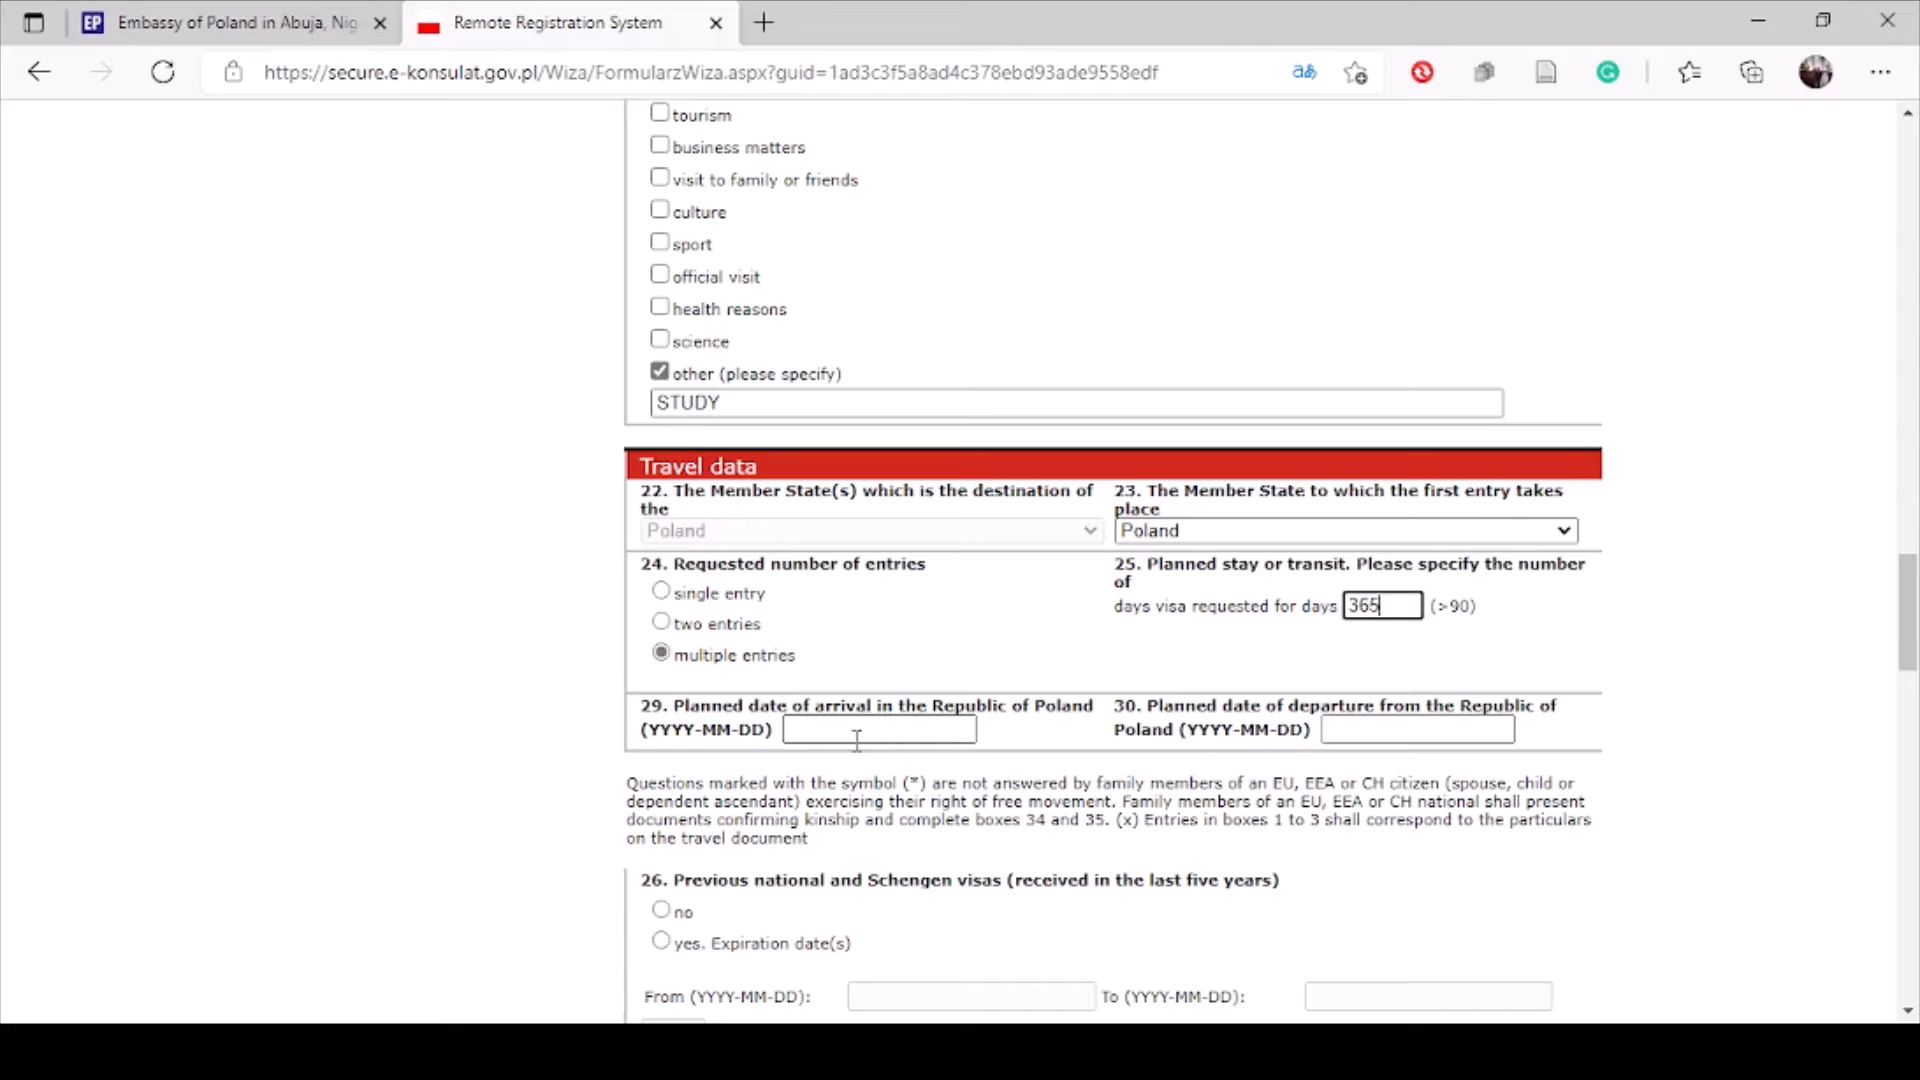 Embassy of Poland in Abuja, Nig
Remote Registration System
https://secure.e-konsulat.gov.pl/Wiza/FormularzWiza.aspx?guid=1ad3c3f5a8ad4c378ebd93ade9558edf
tourism
business matters
visit to family or friends
culture
sport
official visit
health reasons
science
other (please specify)
STUDY
Travel data
22. The Member State(s) which is the destination of
the
Poland
23. The Member State to which the first entry takes
place
Poland
24. Requested number of entries
single entry
two entries
multiple entries
25. Planned stay or transit. Please specify the number
of
days visa requested for days 365 (>90)
29. Planned date of arrival in the Republic of Poland
(YYYY-MM-DD)
30. Planned date of departure from the Republic of
Poland (YYYY-MM-DD)
Questions marked with the symbol (*) are not answered by family members of an EU, EEA or CH citizen (spouse, child or
dependent ascendant) exercising their right of free movement. Family members of an EU, EEA or CH national shall present
documents confirming kinship and complete boxes 34 and 35. (x) Entries in boxes 1 to 3 shall correspond to the particulars
on the travel document
26. Previous national and Schengen visas (received in the last five years)
no
yes. Expiration date(s)
From (YYYY-MM-DD): To (YYYY-MM-DD):